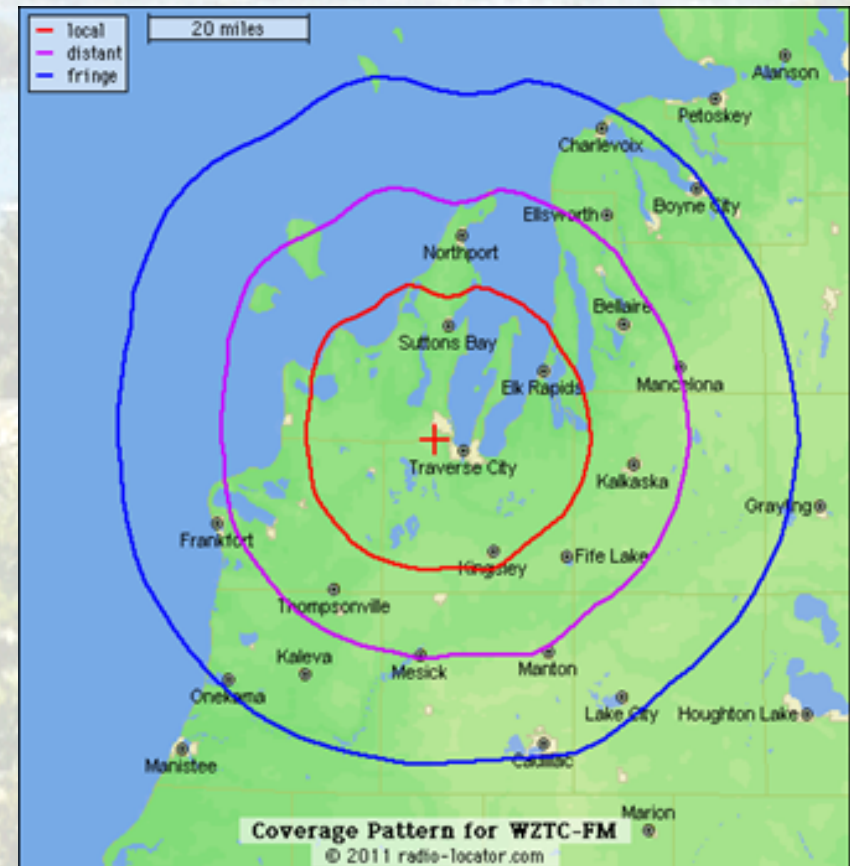 local
distant
fringe
20 miles
Alanson
Petoskey
Charlevoix
Boyne City
Ellsworth
Northport
Bellaire
Suttons Bay
Mancelona
Elk Rapids
Traverse City
Kalkaska
Grayling
Frankfort
Kingsley
Fife Lake
Thompsonville
Kaleva
Mesick
Manton
Onekama
Lake City
Houghton Lake
Cadillac
Manistee
Marion
Coverage Pattern for WZTC-FM
© 2011 radio-locator.com